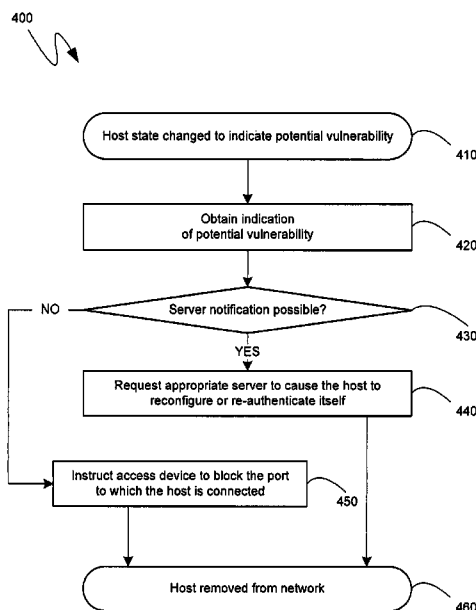 400
Host state changed to indicate potential vulnerability
410
Obtain indication
of potential vulnerability
420
Server notification possible?
NO
430
YES
Request appropriate server to cause the host to
reconfigure or re-authenticate itself
440
Instruct access device to block the port
to which the host is connected
450
Host removed from network
460